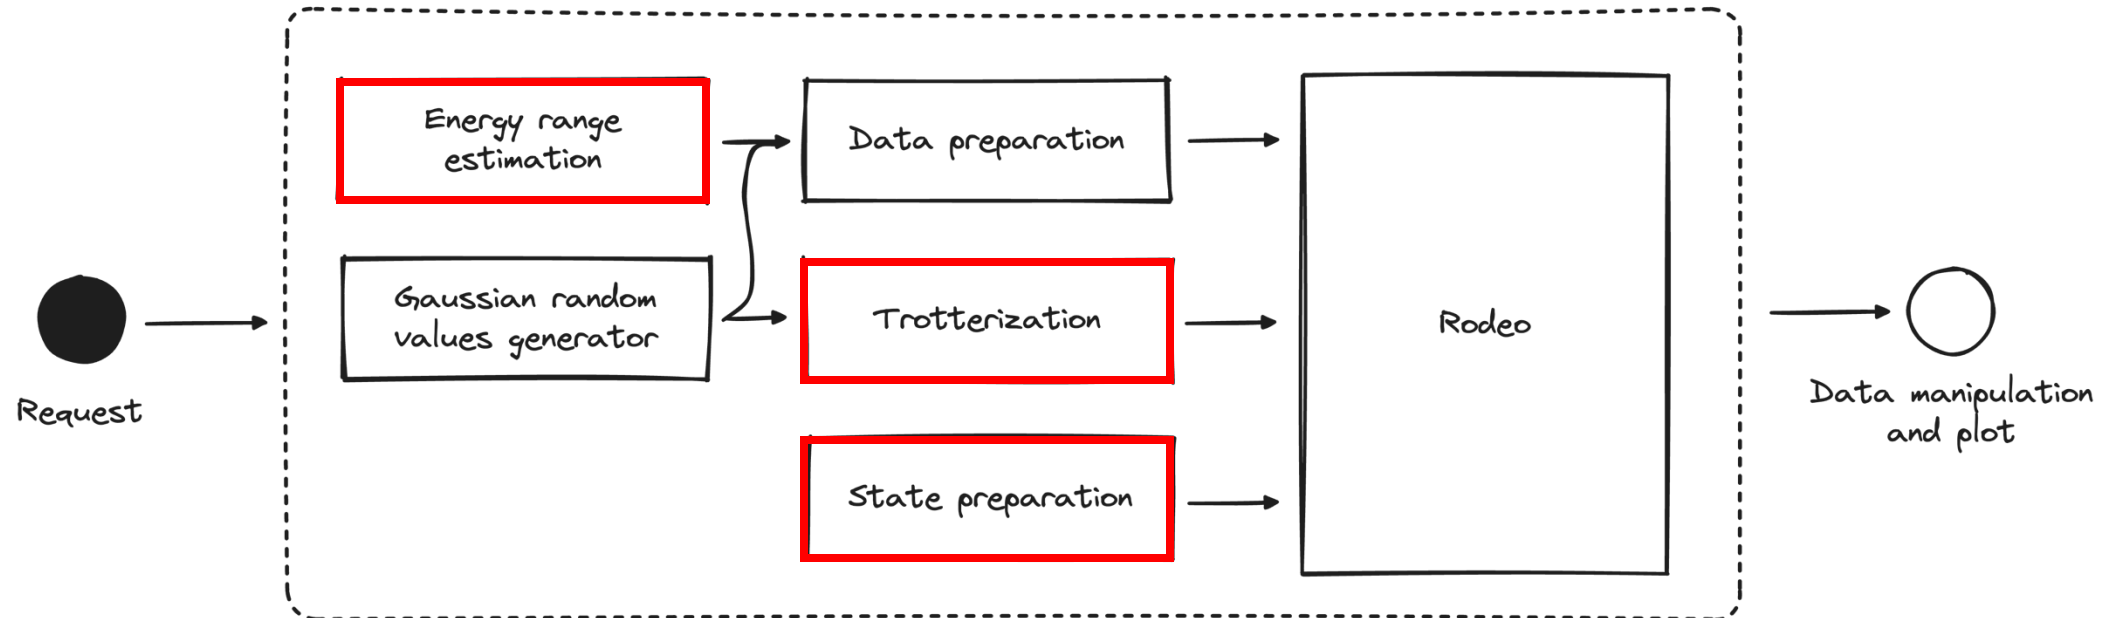 Energy range
estimation
Data preparation
Gaussian random
values generator
Trotterization
Rodeo
Request
Data manipulation
and plot
State preparation